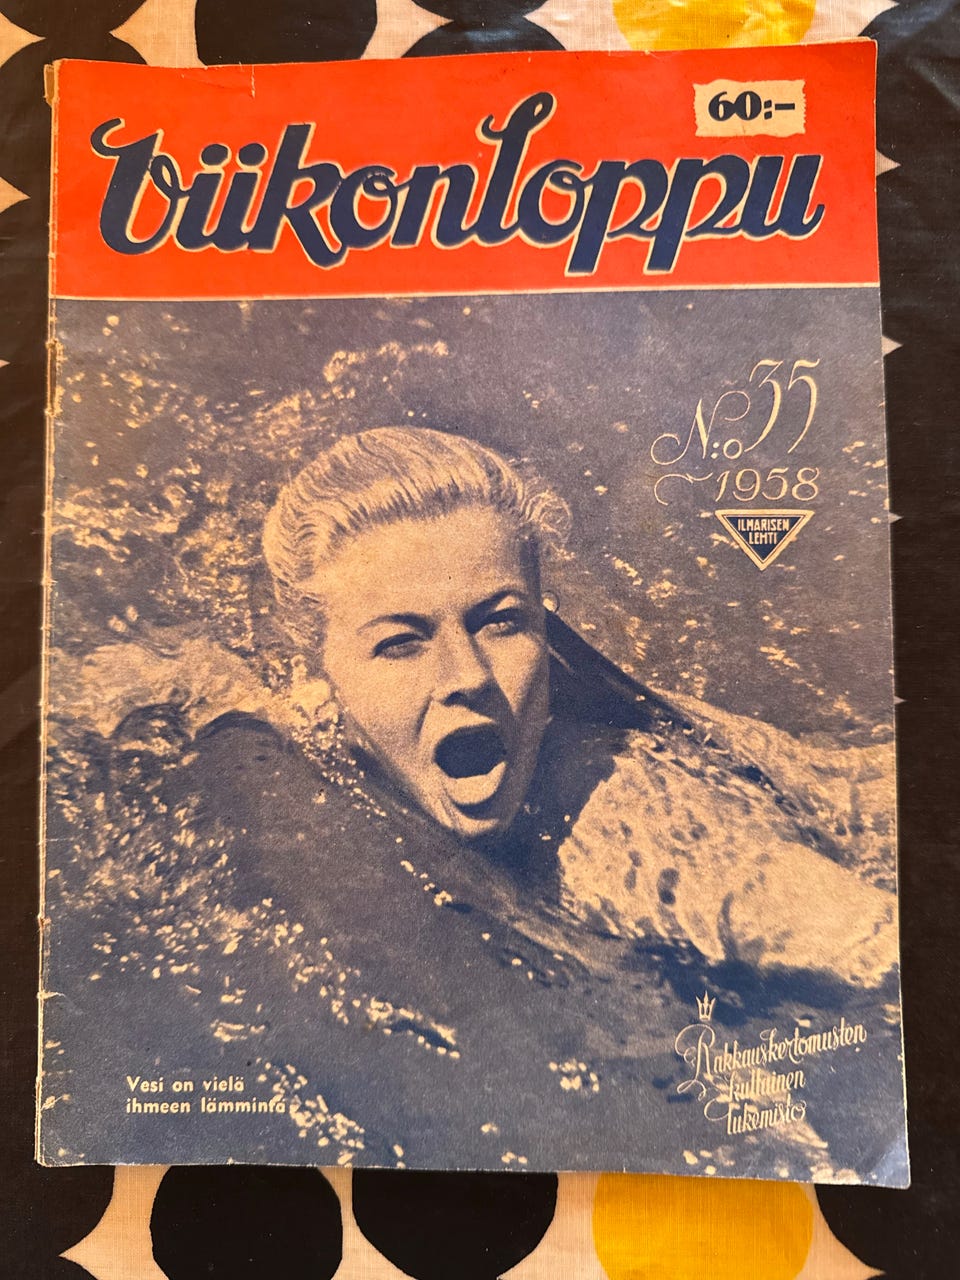 60:-
Viikonloppu
N:o 35
1958
ILMARISEN
LEHTI
Vesi on vielä
ihmeen lämmintä
Rakkauskertomusten
kultainen
lukemisto